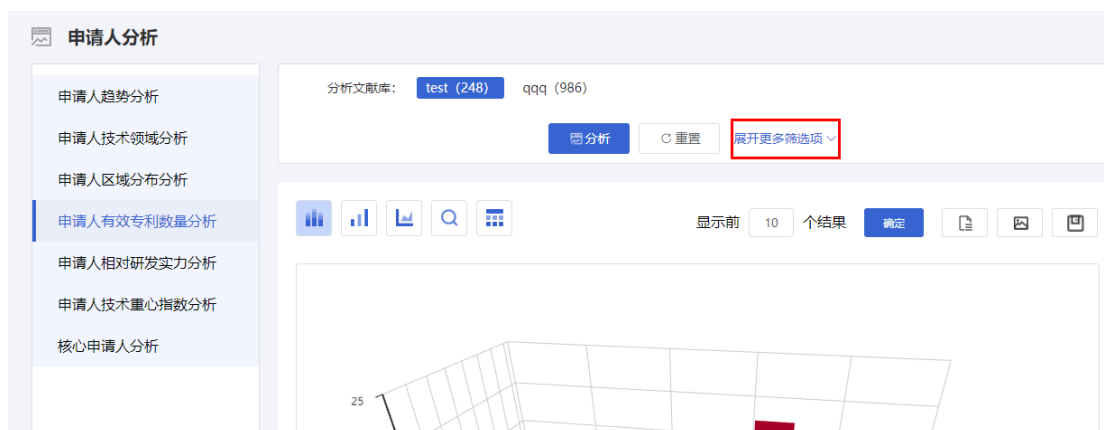 申请人分析
申请人趋势分析
申请人技术领域分析
申请人区域分布分析
申请人有效专利数量分析
申请人相对研发实力分析
申请人技术重心指数分析
核心申请人分析
分析文献库： test（248） qqq（986）
分析 重置 展开更多筛选项
显示前 10 个结果 确定
25